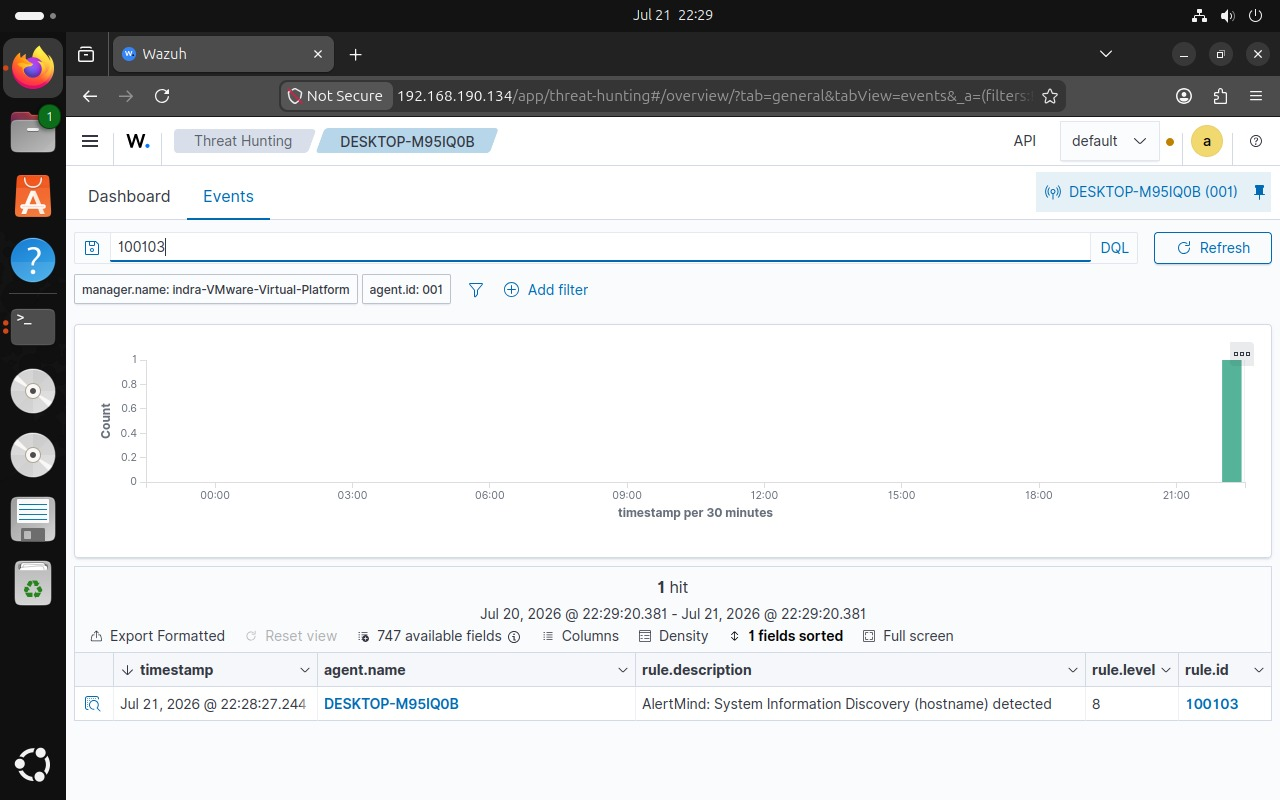 Jul 21 22:29
1
Wazuh
Not Secure 192.168.190.134/app/threat-hunting#/overview/?tab=general&tabView=events&_a=(filters:
W. Threat Hunting DESKTOP-M95IQ0B API default a
Dashboard Events DESKTOP-M95IQ0B (001)
100103 DQL Refresh
manager.name: indra-VMware-Virtual-Platform agent.id: 001 Add filter
Count
1
0.8
0.6
0.4
0.2
0
00:00 03:00 06:00 09:00 12:00 15:00 18:00 21:00
timestamp per 30 minutes
1 hit
Jul 20, 2026 @ 22:29:20.381 - Jul 21, 2026 @ 22:29:20.381
Export Formatted Reset view 747 available fields Columns Density 1 fields sorted Full screen
timestamp agent.name rule.description rule.level rule.id
Jul 21, 2026 @ 22:28:27.244 DESKTOP-M95IQ0B AlertMind: System Information Discovery (hostname) detected 8 100103